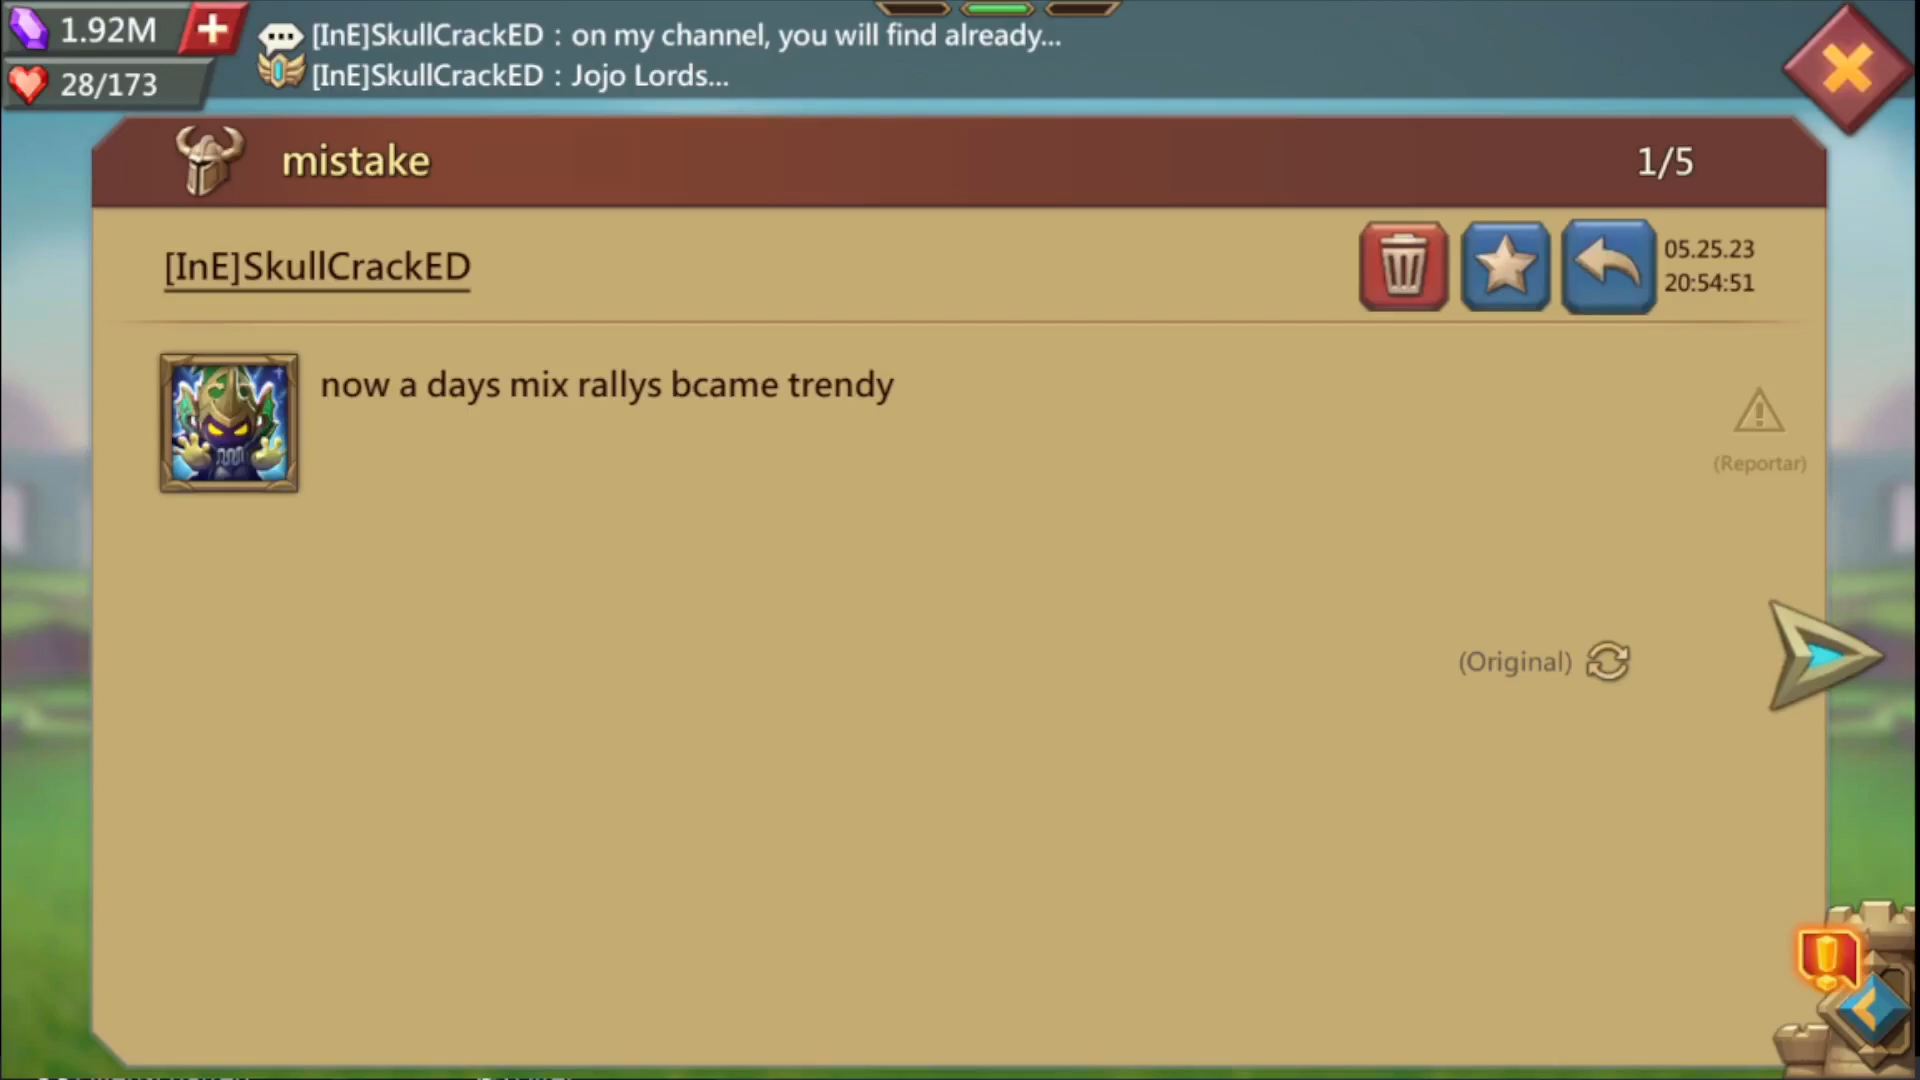 1.92M
28/173
[InE]SkullCrackED : on my channel, you will find already...
[InE]SkullCrackED : Jojo Lords...
mistake
1/5
[InE]SkullCrackED
05.25.23
20:54:51
now a days mix rallys bcame trendy
(Reportar)
(Original)